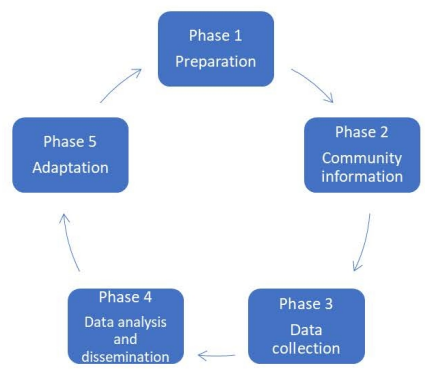 Phase 1
Preparation
Phase 2
Community
information
Phase 3
Data
collection
Phase 4
Data analysis
and
dissemination
Phase 5
Adaptation